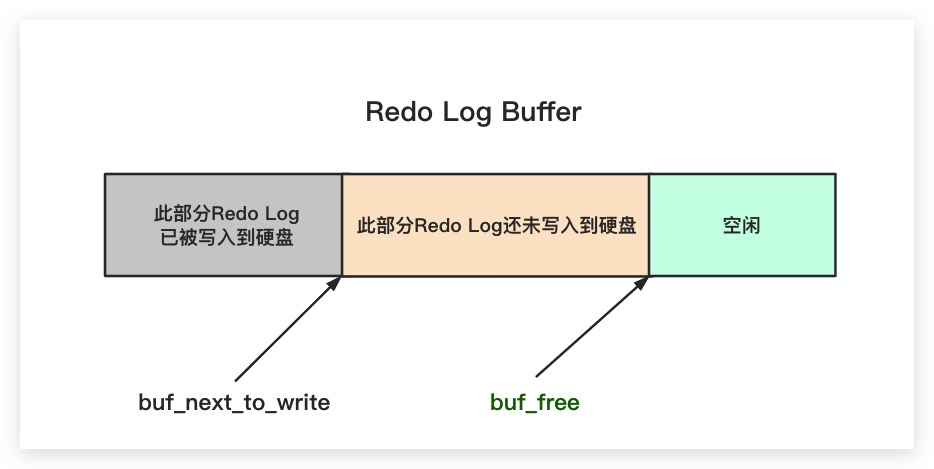 Redo Log Buffer
此部分Redo Log
已被写入到硬盘
此部分Redo Log还未写入到硬盘
空闲
buf_next_to_write
buf_free